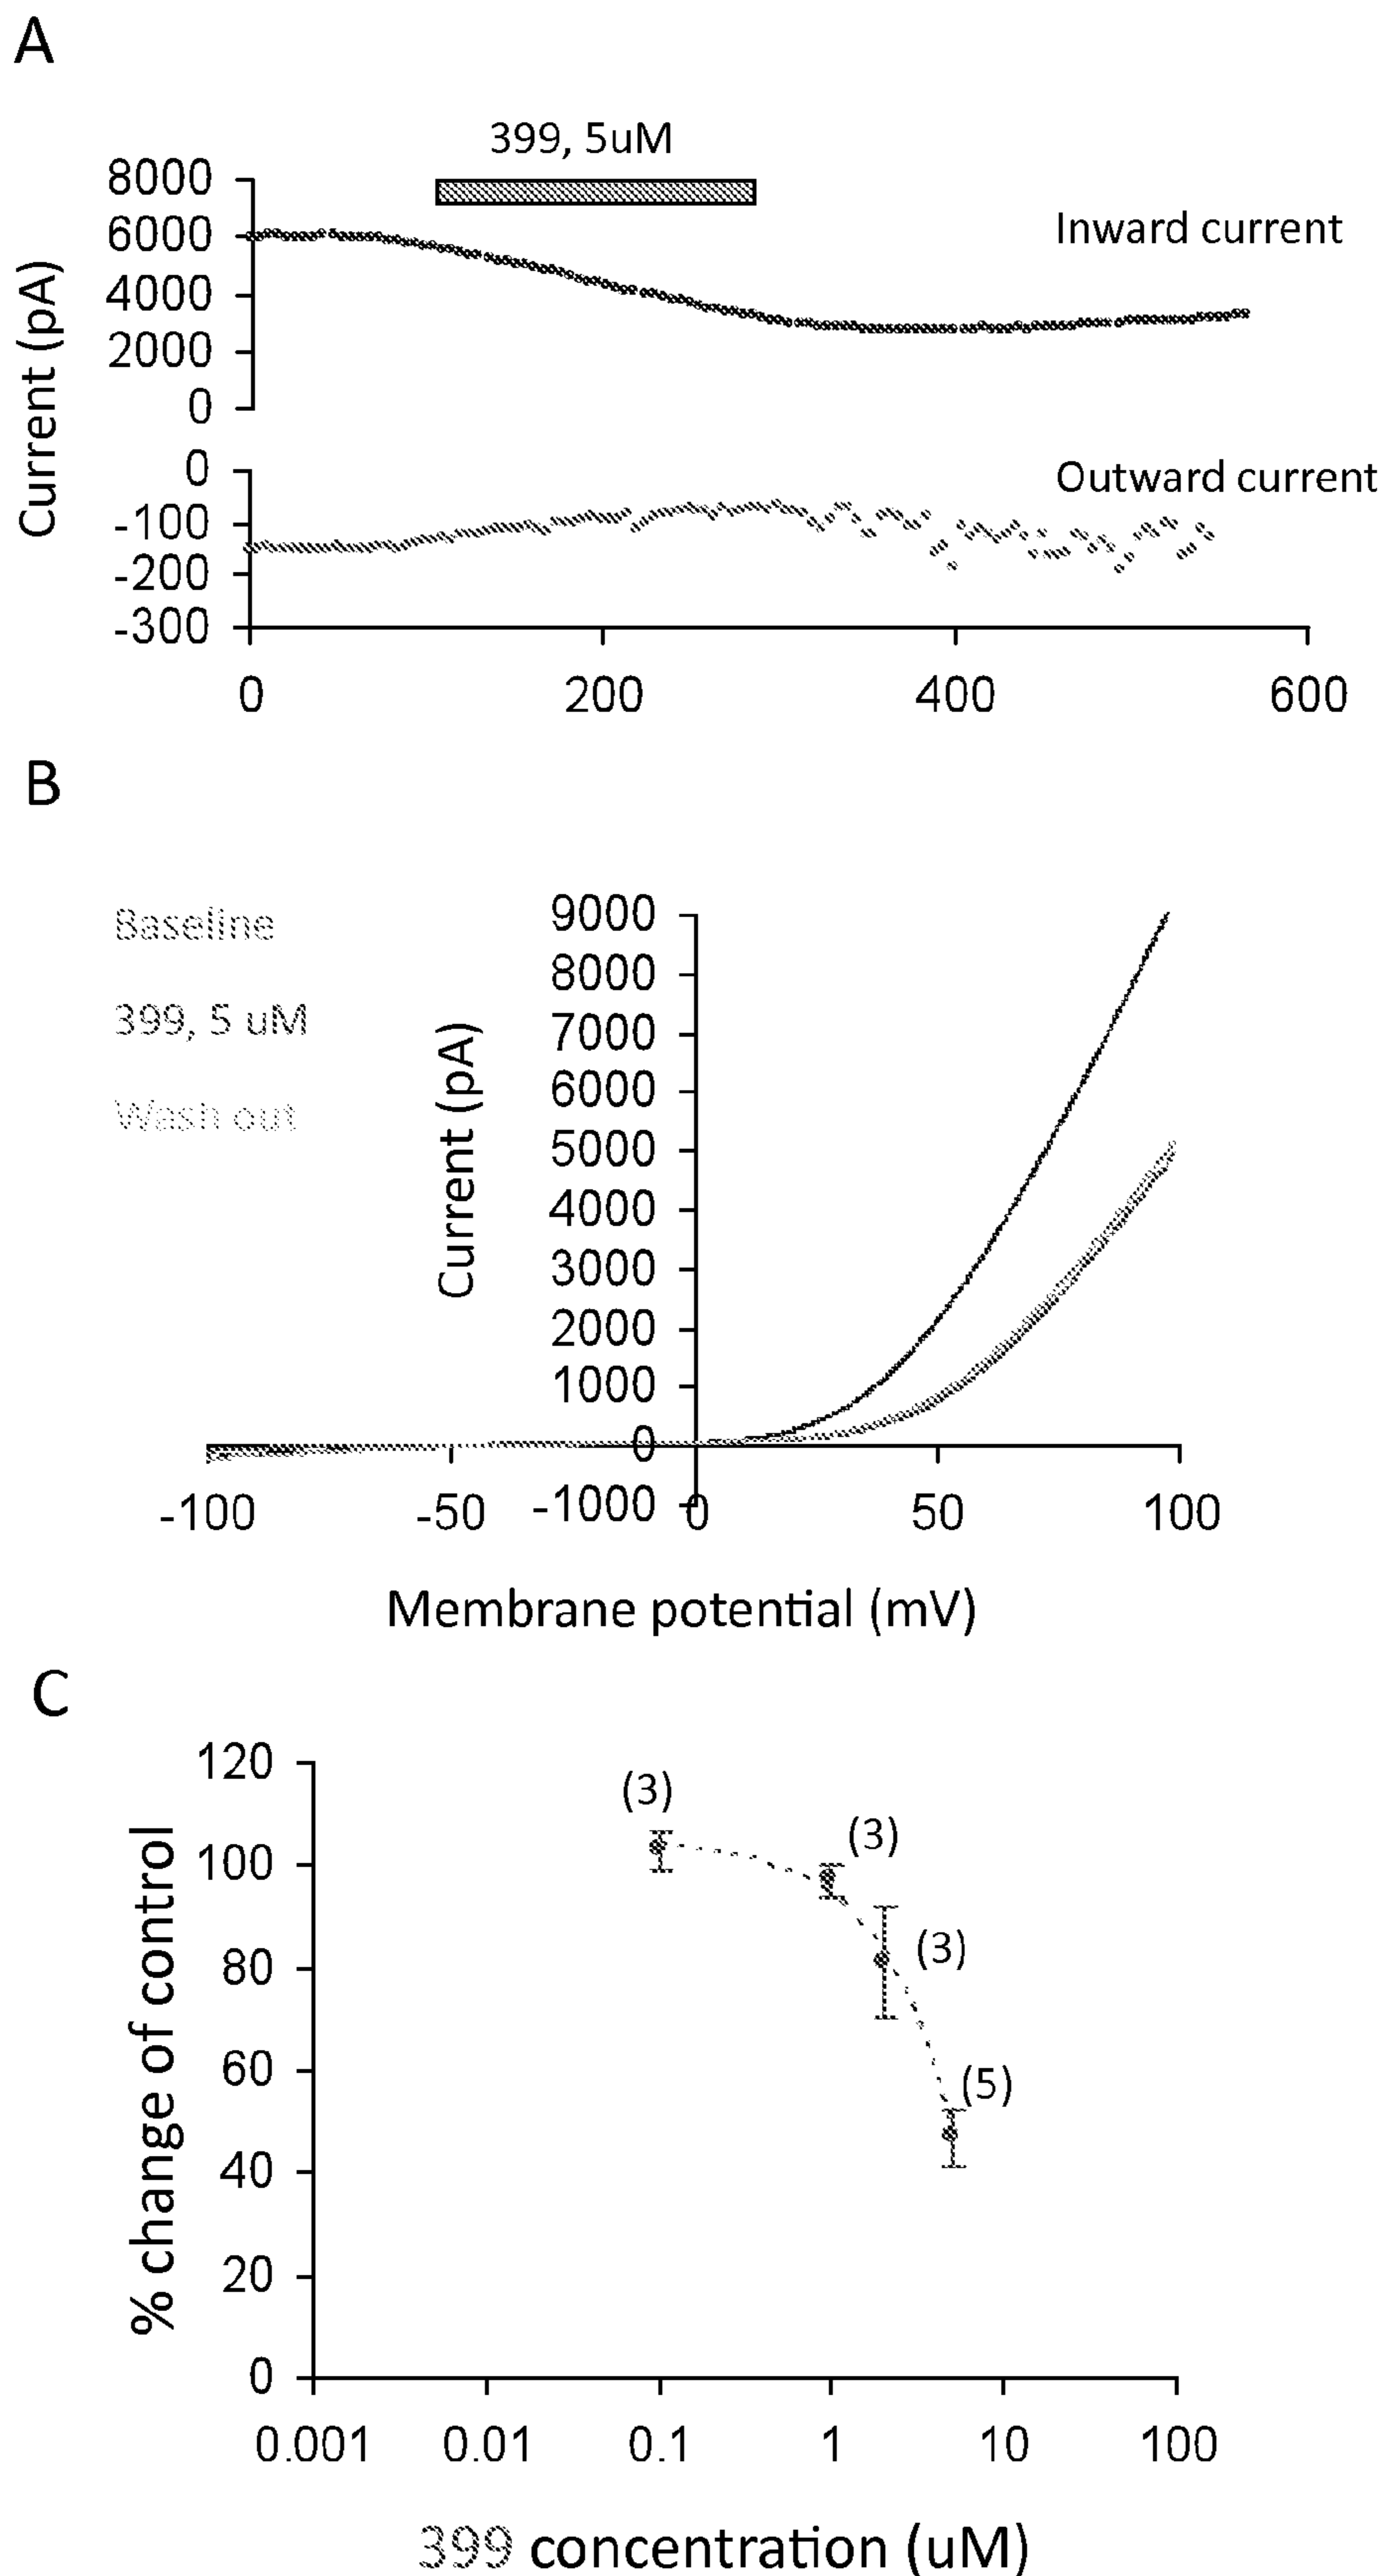 A
399, 5uM
8000
6000
4000
2000
0
Inward current
Current (pA)
0
-100
-200
-300
Outward current
0 200 400 600
B
Baseline
399, 5 uM
Wash out
Current (pA)
9000
8000
7000
6000
5000
4000
3000
2000
1000
0
-1000
-100 -50 0 50 100
Membrane potential (mV)
C
% change of control
120
100
80
60
40
20
0
(3)
(3)
(3)
(5)
0.001 0.01 0.1 1 10 100
399 concentration (uM)